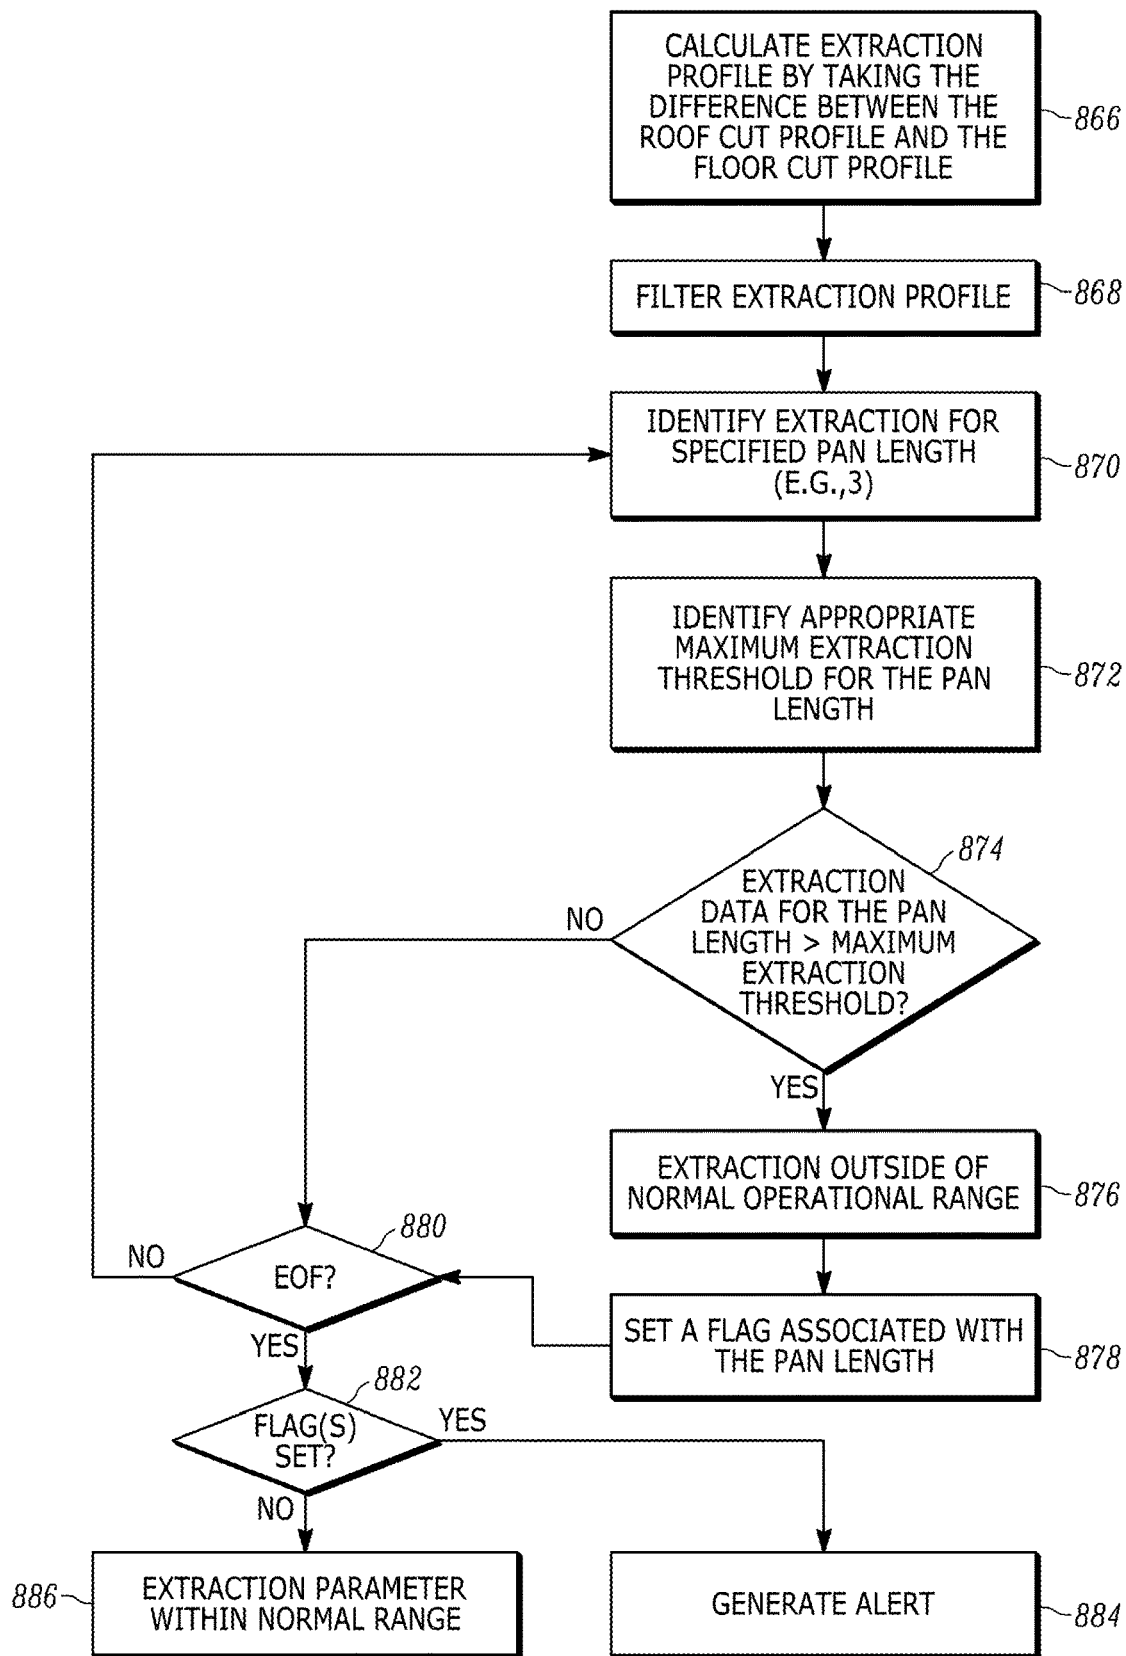 CALCULATE EXTRACTION
PROFILE BY TAKING THE
DIFFERENCE BETWEEN THE
ROOF CUT PROFILE AND THE
FLOOR CUT PROFILE
866
FILTER EXTRACTION PROFILE
868
IDENTIFY EXTRACTION FOR
SPECIFIED PAN LENGTH
(E.G.,3)
870
IDENTIFY APPROPRIATE
MAXIMUM EXTRACTION
THRESHOLD FOR THE PAN
LENGTH
872
874
EXTRACTION
DATA FOR THE PAN
LENGTH > MAXIMUM
EXTRACTION
THRESHOLD?
NO
YES
EXTRACTION OUTSIDE OF
NORMAL OPERATIONAL RANGE
876
SET A FLAG ASSOCIATED WITH
THE PAN LENGTH
878
880
NO
EOF?
YES
882
FLAG(S)
SET?
YES
NO
886
EXTRACTION PARAMETER
WITHIN NORMAL RANGE
GENERATE ALERT
884